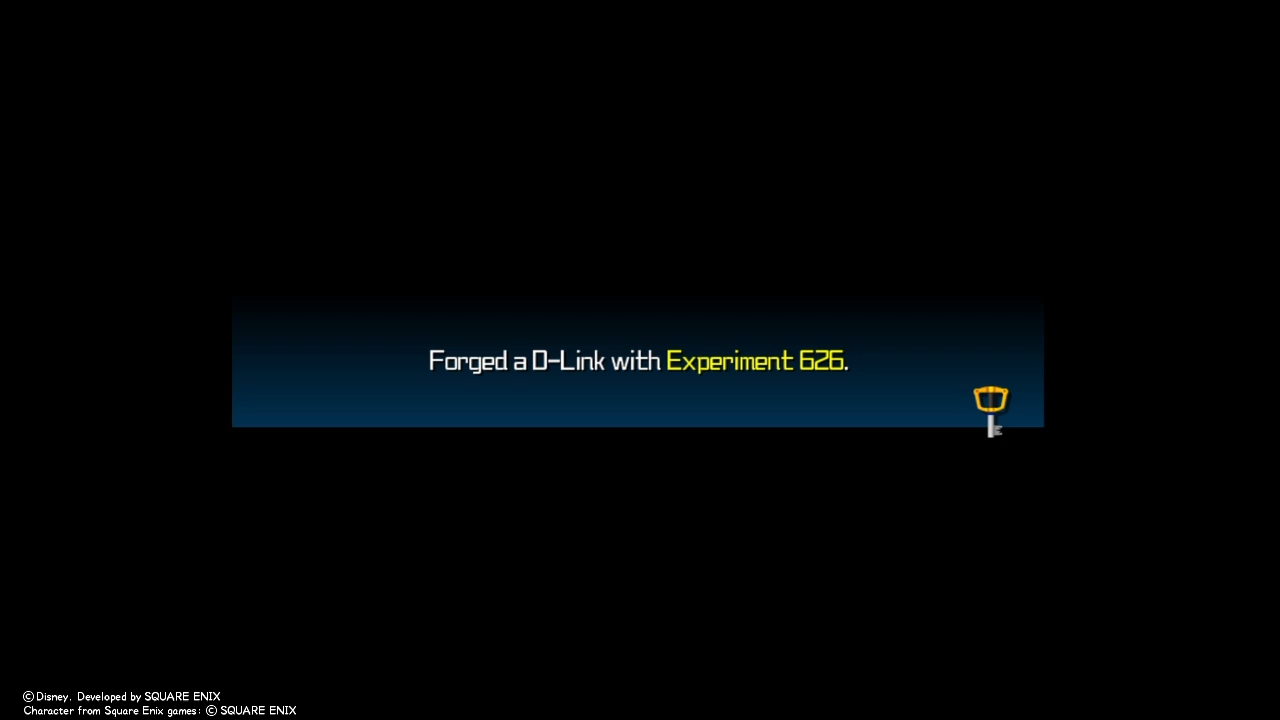 Forged a D-Link with Experiment 626.
©Disney. Developed by SQUARE ENIX
Character from Square Enix games: © SQUARE ENIX